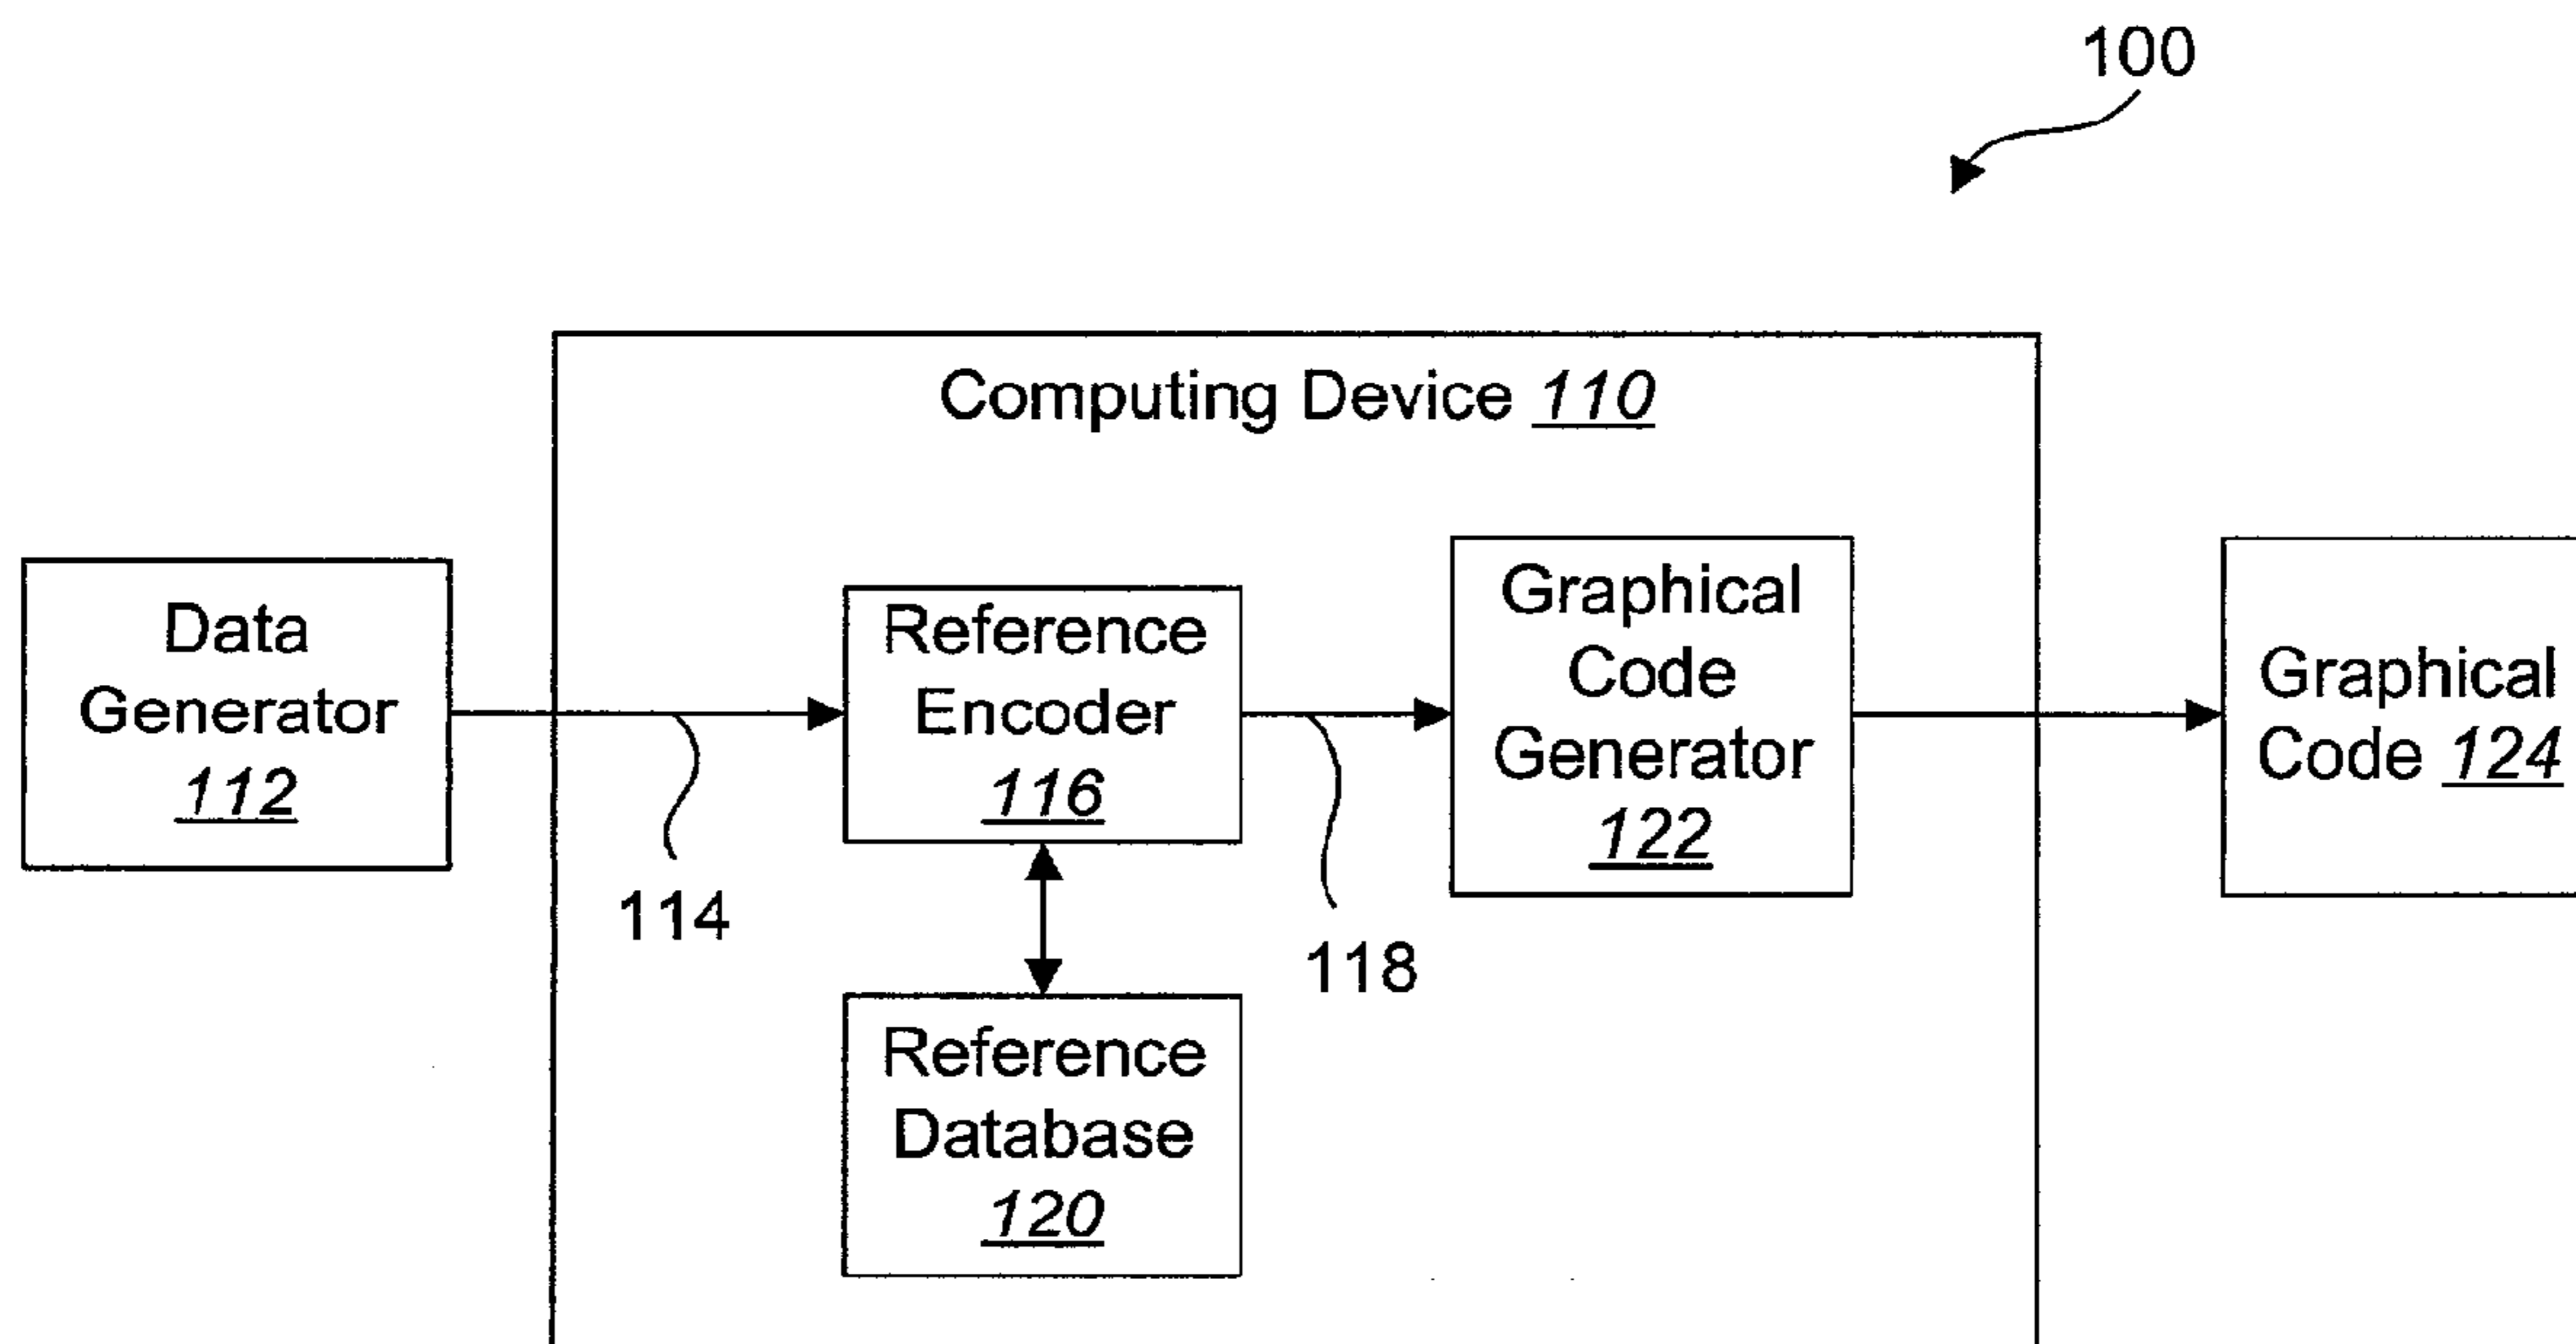 100
Computing Device 110
Data
Generator
112
114
Reference
Encoder
116
118
Reference
Database
120
Graphical
Code
Generator
122
Graphical
Code 124